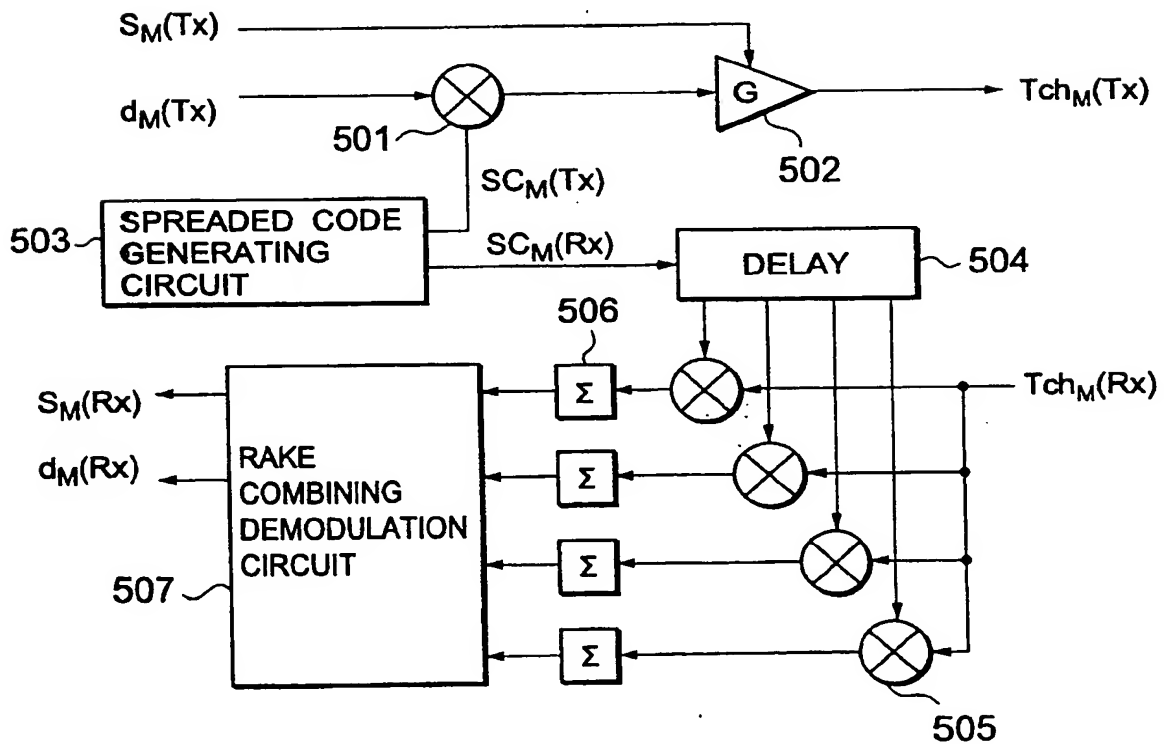 S_M(Tx)
d_M(Tx)
501
G
502
Tch_M(Tx)
SC_M(Tx)
503
SPREADED CODE
GENERATING
CIRCUIT
SC_M(Rx)
DELAY
504
506
S_M(Rx)
d_M(Rx)
RAKE
COMBINING
DEMODULATION
CIRCUIT
507
Σ
Σ
Σ
Σ
Tch_M(Rx)
505